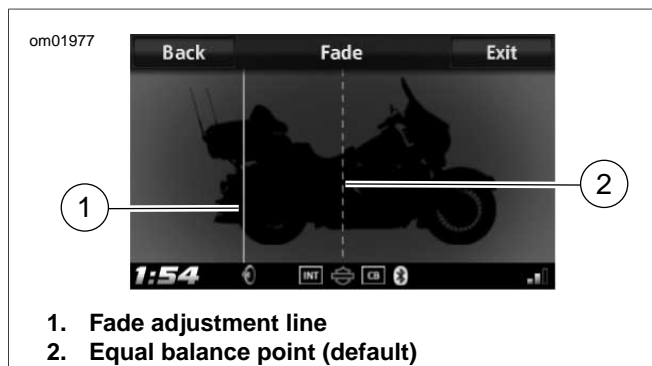 om01977
Back Fade Exit
1
2
1:54 INT CB
1. Fade adjustment line
2. Equal balance point (default)